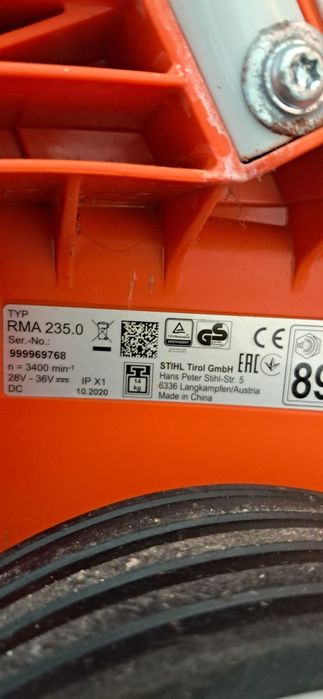 TYP
RMA 235.0
Ser.-No.:
999969768
n = 3400 min⁻¹
28V - 36V ⎓ IP X1
DC 10.2020
14 kg
GS
CE
EAC
STIHL Tirol GmbH
Hans Peter Stihl-Str. 5
6336 Langkampfen/Austria
Made in China
89